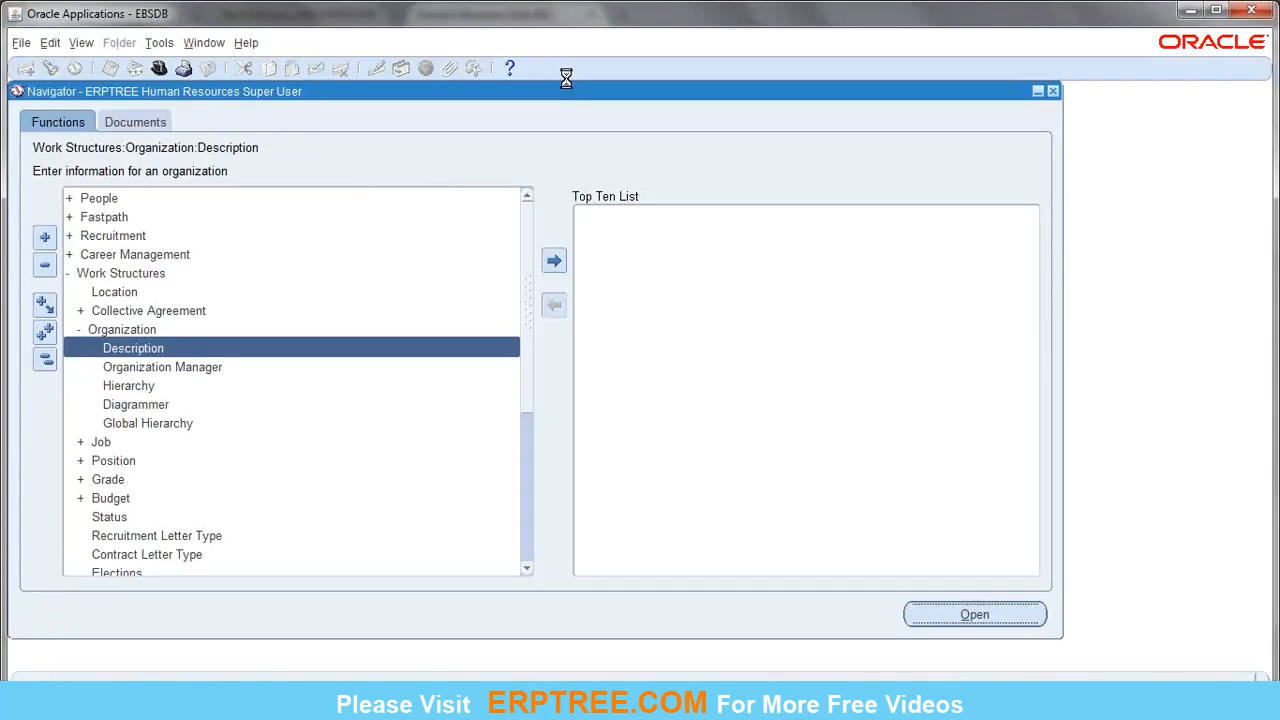 Oracle Applications - EBSDB
File Edit View Folder Tools Window Help
ORACLE
?
Navigator - ERPTREE Human Resources Super User
Functions Documents
Work Structures:Organization:Description
Enter information for an organization
Top Ten List
+ People
+ Fastpath
+ Recruitment
+ Career Management
- Work Structures
Location
+ Collective Agreement
- Organization
Description
Organization Manager
Hierarchy
Diagrammer
Global Hierarchy
+ Job
+ Position
+ Grade
+ Budget
Status
Recruitment Letter Type
Contract Letter Type
Elections
Open
Please Visit ERPTREE.COM For More Free Videos